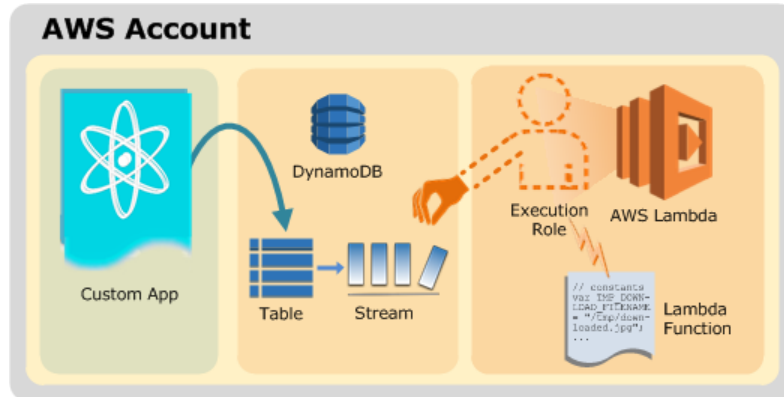 AWS Account
DynamoDB
Custom App
Table
Stream
Execution
Role
AWS Lambda
// constants
var TMP_DOWN-
LOAD_FILENAME
= "/tmp/down-
loaded.jpg";
...
Lambda
Function